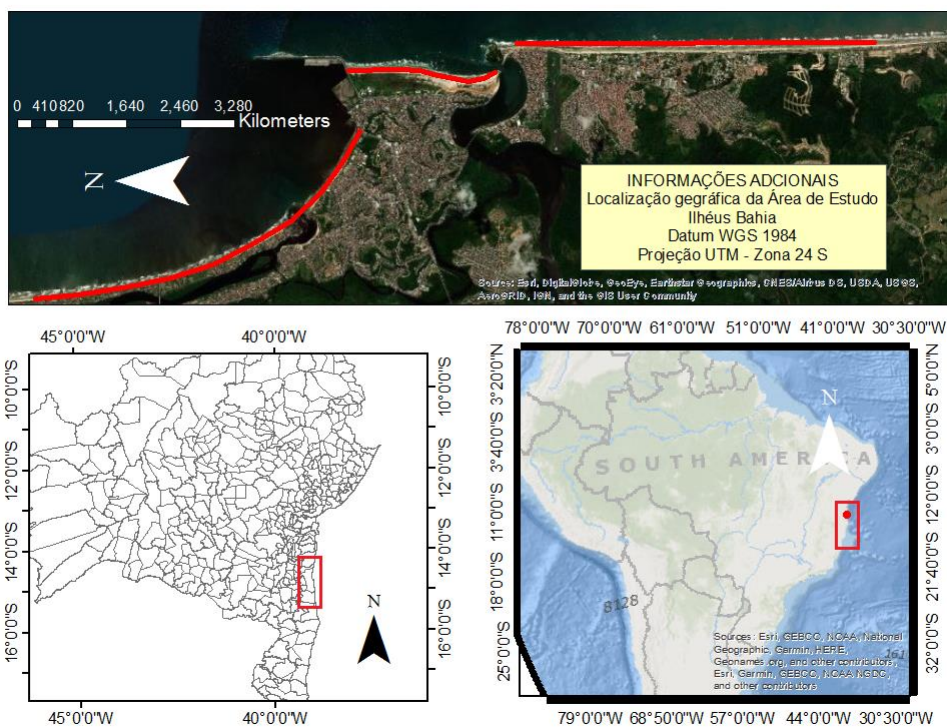 0 410820 1,640 2,460 3,280
Kilometers
N
INFORMAÇÕES ADCIONAIS
Localização gegráfica da Área de Estudo
Ilhéus Bahia
Datum WGS 1984
Projeção UTM - Zona 24 S
Source: Esri, DigitalGlobe, GeoEye, Earthstar Geographics, CNES/Airbus DS, USDA, USGS,
AeroGRID, IGN, and the GIS User Community
45°0'0"W 40°0'0"W
10°0'0"S
12°0'0"S
14°0'0"S
16°0'0"S
10°0'0"S
12°0'0"S
14°0'0"S
16°0'0"S
N
45°0'0"W 40°0'0"W
78°0'0"W 70°0'0"W 61°0'0"W 51°0'0"W 41°0'0"W 30°30'0"W
3°20'0"N
3°40'0"S
11°0'0"S
18°0'0"S
25°0'0"S
5°0'0"N
3°0'0"S
12°0'0"S
21°40'0"S
32°0'0"S
N
SOUTH AMERICA
8128
161
Sources: Esri, GEBCO, NOAA, National
Geographic, Garmin, HERE,
Geonames.org, and other contributors,
Esri, Garmin, GEBCO, NOAA NGDC,
and other contributors
79°0'0"W 68°50'0"W 57°0'0"W 44°0'0"W 30°30'0"W